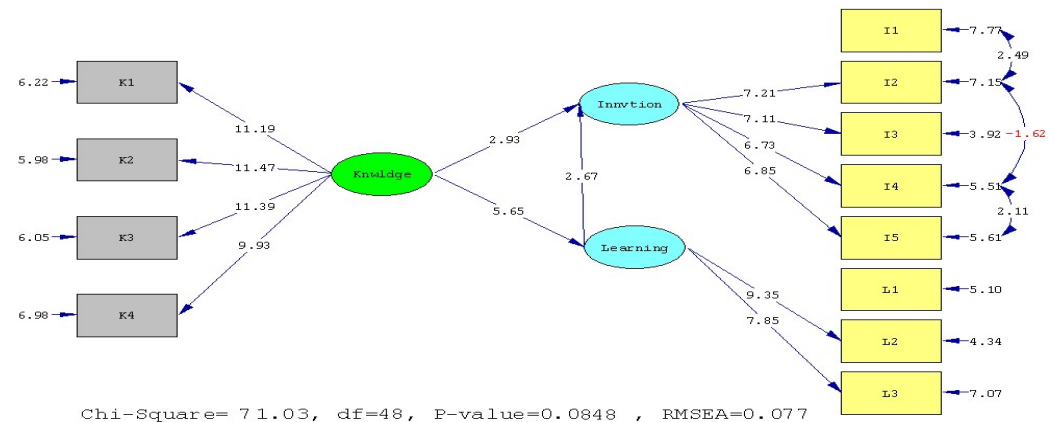 I1
7.77
2.49
6.22
K1
I2
7.15
7.21
Innvtion
7.11
11.19
2.93
I3
3.92
-1.62
6.73
5.98
K2
11.47
Knwldge
2.67
6.85
I4
5.51
11.39
5.65
2.11
6.05
K3
9.93
Learning
I5
5.61
L1
5.10
9.35
7.85
6.98
K4
L2
4.34
L3
7.07
Chi-Square= 71.03, df=48, P-value=0.0848 , RMSEA=0.077